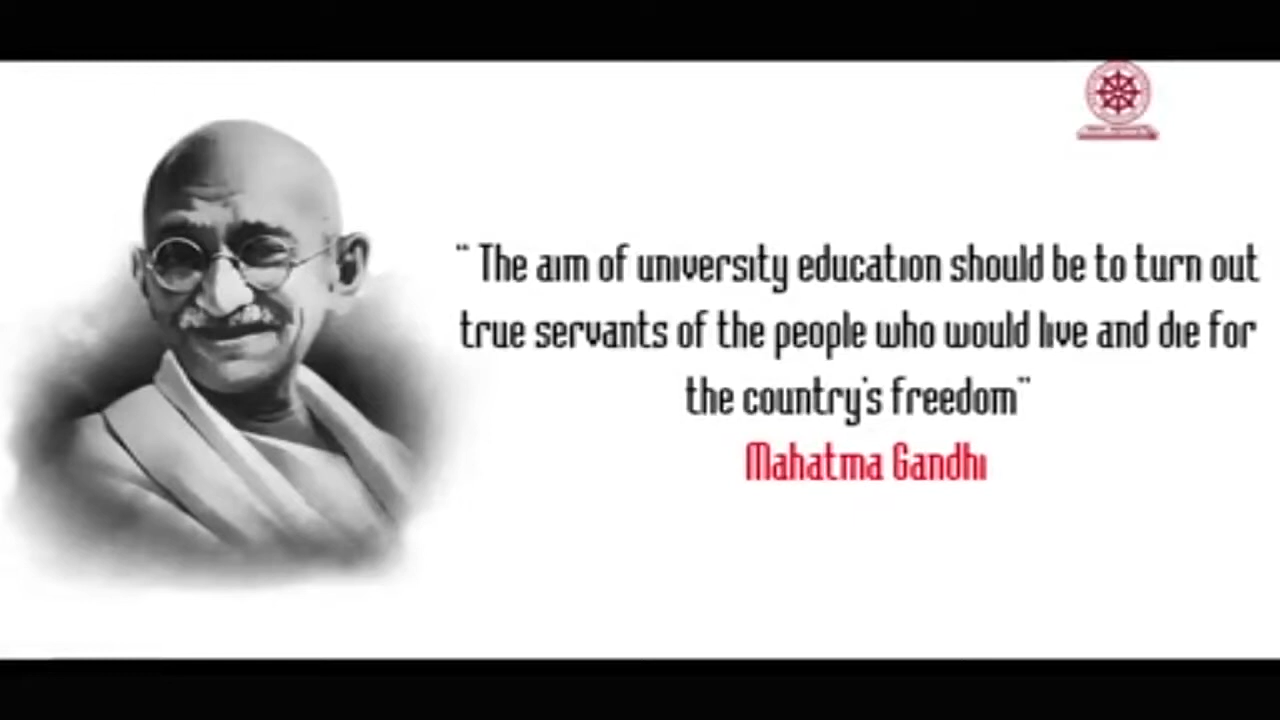 " The aim of university education should be to turn out
true servants of the people who would live and die for
the country's freedom"
Mahatma Gandhi